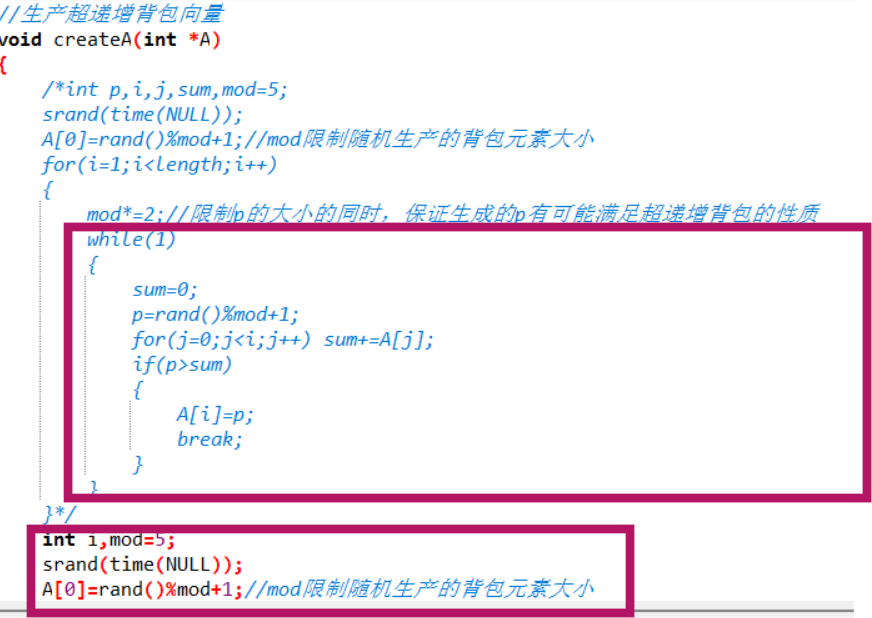 //生产超递增背包向量
void createA(int *A)
{
/*int p,i,j,sum,mod=5;
srand(time(NULL));
A[0]=rand()%mod+1;//mod限制随机生产的背包元素大小
for(i=1;i<length;i++)
{
mod*=2;//限制p的大小的同时，保证生成的p有可能满足超递增背包的性质
while(1)
{
sum=0;
p=rand()%mod+1;
for(j=0;j<i;j++) sum+=A[j];
if(p>sum)
{
A[i]=p;
break;
}
}
}*/
int i,mod=5;
srand(time(NULL));
A[0]=rand()%mod+1;//mod限制随机生产的背包元素大小